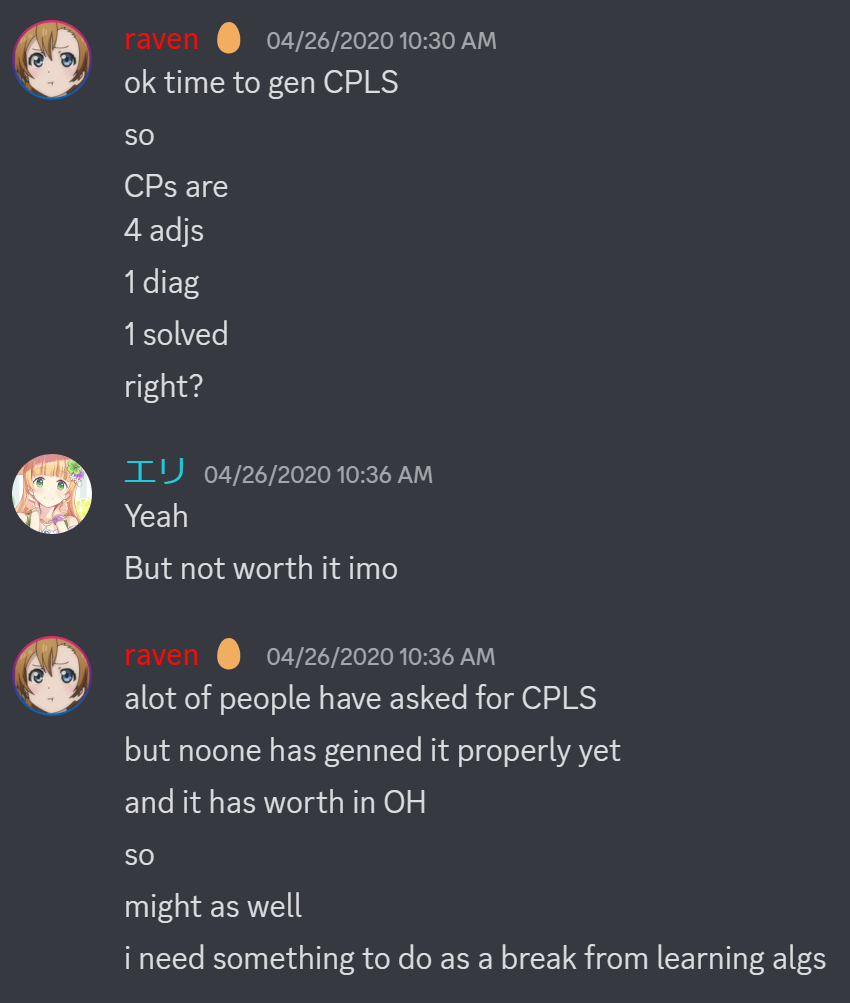 raven 04/26/2020 10:30 AM
ok time to gen CPLS
so
CPs are
4 adjs
1 diag
1 solved
right?
エリ 04/26/2020 10:36 AM
Yeah
But not worth it imo
raven 04/26/2020 10:36 AM
alot of people have asked for CPLS
but noone has genned it properly yet
and it has worth in OH
so
might as well
i need something to do as a break from learning algs